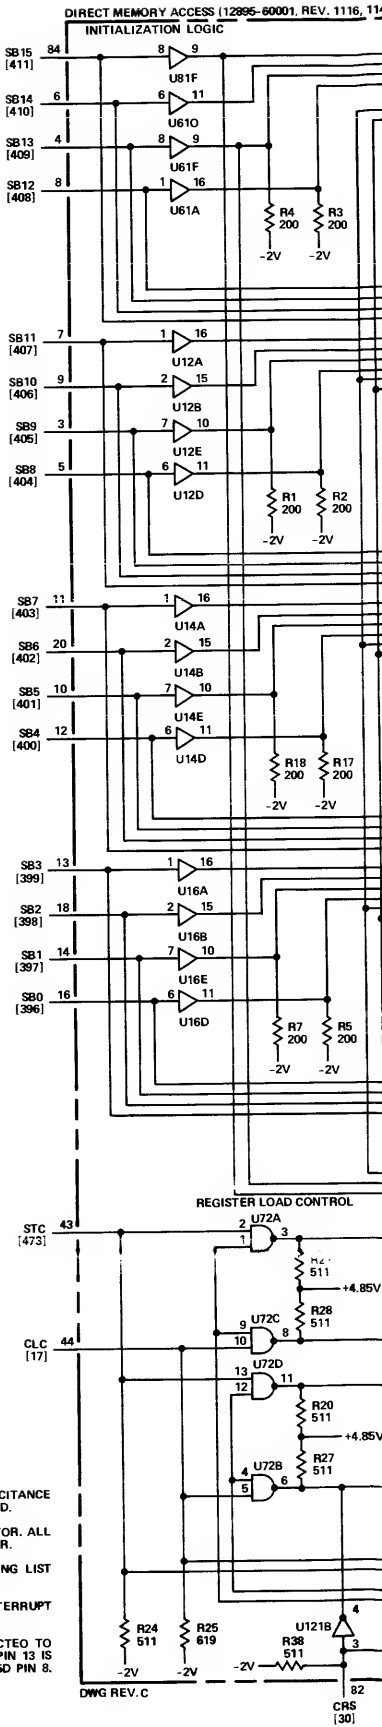 DIRECT MEMORY ACCESS (12895-60001, REV. 1116, 114
INITIALIZATION LOGIC
SB15 84 8 9
[411] U81F
SB14 6 6 11
[410] U61O
SB13 4 8 9
[409] U61F
SB12 8 1 16
[408] U61A
R4 R3
200 200
-2V -2V
SB11 7 1 16
[407] U12A
SB10 9 2 15
[406] U12B
SB9 3 7 10
[405] U12E
SB8 5 6 11
[404] U12D
R1 R2
200 200
-2V -2V
SB7 11 1 16
[403] U14A
SB6 20 2 15
[402] U14B
SB5 10 7 10
[401] U14E
SB4 12 6 11
[400] U14D
R18 R17
200 200
-2V -2V
SB3 13 1 16
[399] U16A
SB2 18 2 15
[398] U16B
SB1 14 7 10
[397] U16E
SB0 16 6 11
[396] U16D
R7 R5
200 200
-2V -2V
REGISTER LOAD CONTROL
U72A
STC 43 2 3
[473] 1
511
+4.85V
R28
511
U72C
9 8
CLC 44 10
[17]
U72D
13 11
12
R20
511
+4.85V
R27
511
U72B
4 6
5
CITANCE
D.
OR. ALL
R.
NG LIST
TERRUPT
CTEO TO
PIN 13 IS
SD PIN 8.
4
U121B
3
R24 R25
511 619
R38
511
-2V -2V -2V
DWG REV. C
82
CRS
[30]